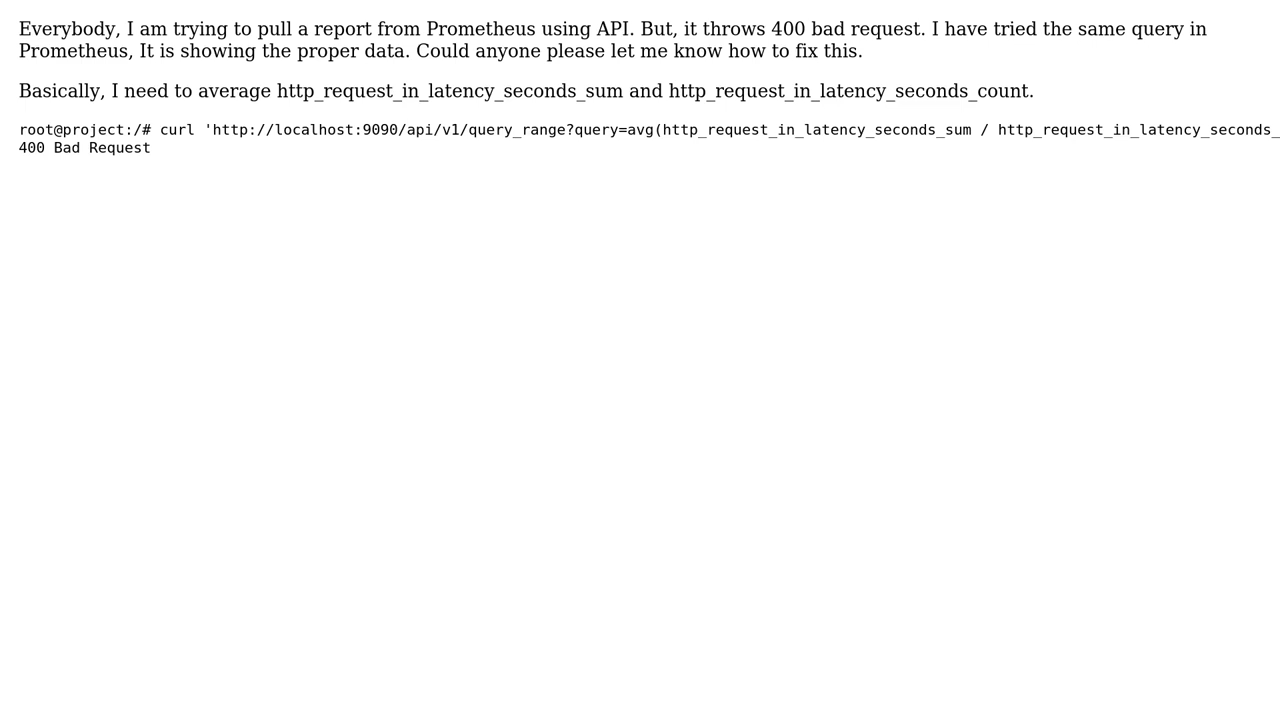 Everybody, I am trying to pull a report from Prometheus using API. But, it throws 400 bad request. I have tried the same query in
Prometheus, It is showing the proper data. Could anyone please let me know how to fix this.
Basically, I need to average http_request_in_latency_seconds_sum and http_request_in_latency_seconds_count.
root@project:/# curl 'http://localhost:9090/api/v1/query_range?query=avg(http_request_in_latency_seconds_sum / http_request_in_latency_seconds_
400 Bad Request